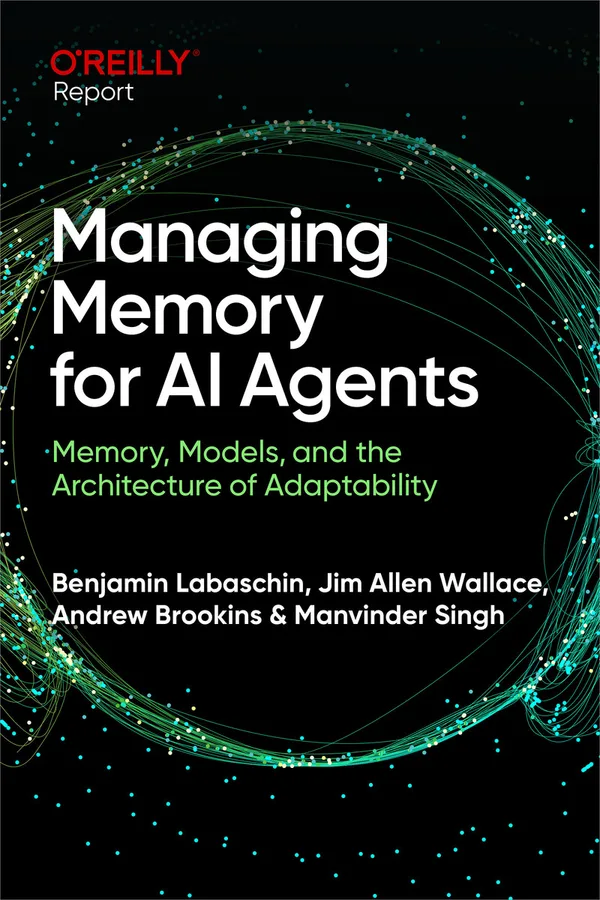 O'REILLY®
Report
Managing
Memory
for AI Agents
Memory, Models, and the
Architecture of Adaptability
Benjamin Labaschin, Jim Allen Wallace,
Andrew Brookins & Manvinder Singh